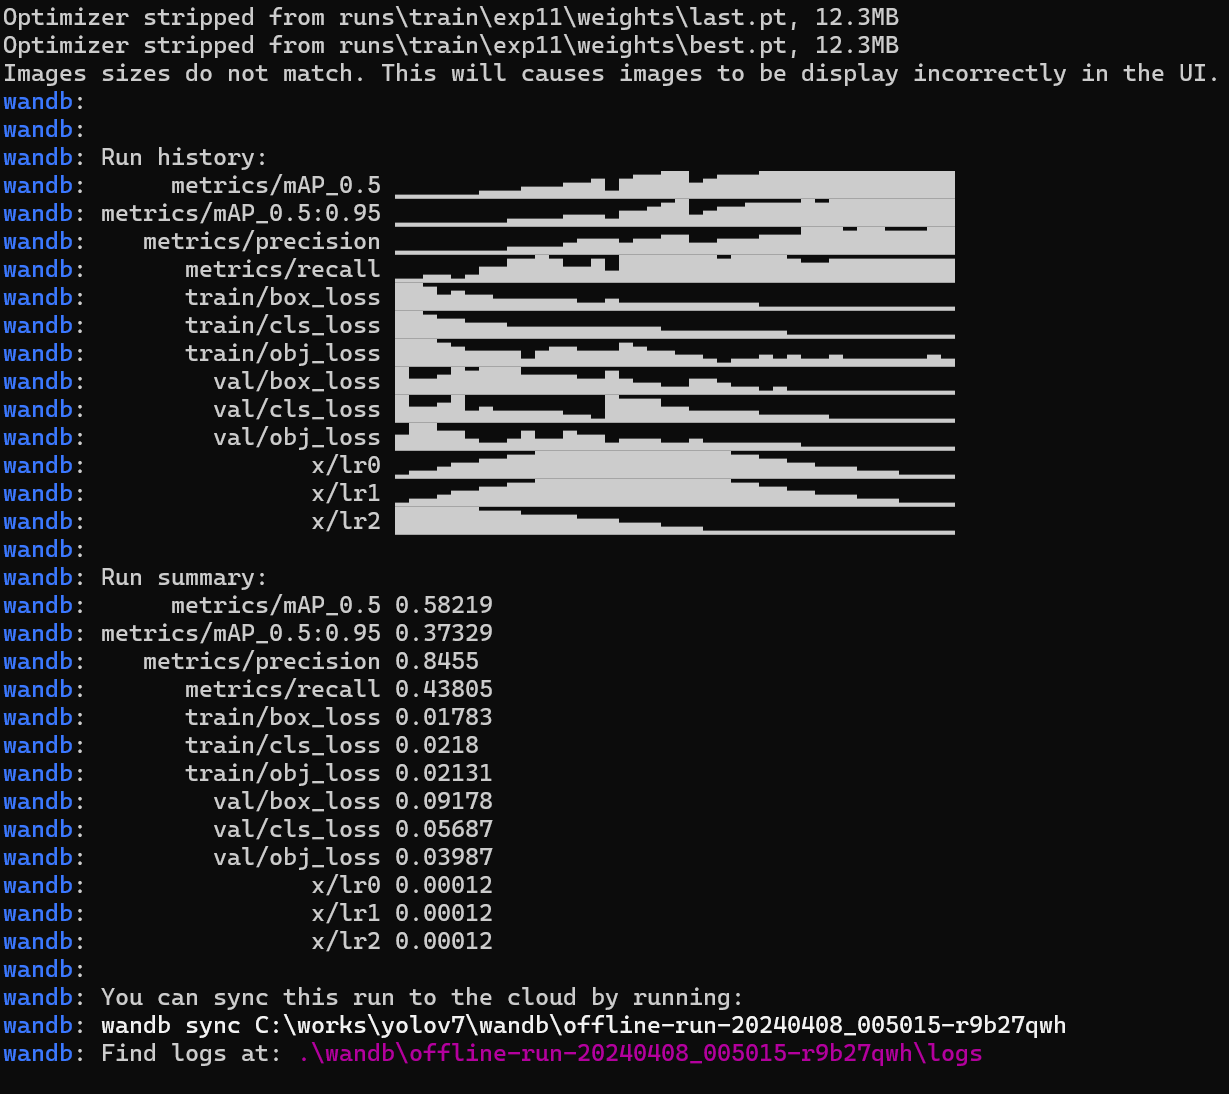 Optimizer stripped from runs\train\exp11\weights\last.pt, 12.3MB
Optimizer stripped from runs\train\exp11\weights\best.pt, 12.3MB
Images sizes do not match. This will causes images to be display incorrectly in the UI.
wandb:
wandb:
wandb: Run history:
wandb:      metrics/mAP_0.5
wandb: metrics/mAP_0.5:0.95
wandb:    metrics/precision
wandb:       metrics/recall
wandb:       train/box_loss
wandb:       train/cls_loss
wandb:       train/obj_loss
wandb:         val/box_loss
wandb:         val/cls_loss
wandb:         val/obj_loss
wandb:                x/lr0
wandb:                x/lr1
wandb:                x/lr2
wandb:
wandb: Run summary:
wandb:      metrics/mAP_0.5 0.58219
wandb: metrics/mAP_0.5:0.95 0.37329
wandb:    metrics/precision 0.8455
wandb:       metrics/recall 0.43805
wandb:       train/box_loss 0.01783
wandb:       train/cls_loss 0.0218
wandb:       train/obj_loss 0.02131
wandb:         val/box_loss 0.09178
wandb:         val/cls_loss 0.05687
wandb:         val/obj_loss 0.03987
wandb:                x/lr0 0.00012
wandb:                x/lr1 0.00012
wandb:                x/lr2 0.00012
wandb:
wandb: You can sync this run to the cloud by running:
wandb: wandb sync C:\works\yolov7\wandb\offline-run-20240408_005015-r9b27qwh
wandb: Find logs at: .\wandb\offline-run-20240408_005015-r9b27qwh\logs